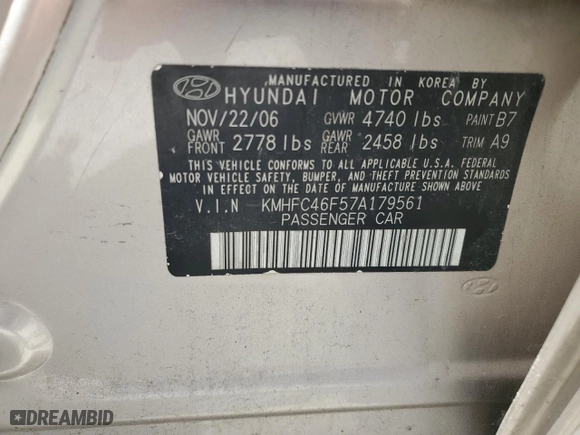 MANUFACTURED IN KOREA BY
HYUNDAI MOTOR COMPANY
NOV/22/06 GVWR 4740 lbs PAINT B7
GAWR FRONT 2778 lbs GAWR REAR 2458 lbs TRIM A9
THIS VEHICLE CONFORMS TO ALL APPLICABLE U.S.A. FEDERAL
MOTOR VEHICLE SAFETY, BUMPER, AND THEFT PREVENTION STANDARDS
IN EFFECT ON THE DATE OF MANUFACTURE SHOWN ABOVE
V.I.N KMHFC46F57A179561
PASSENGER CAR
DREAMBID